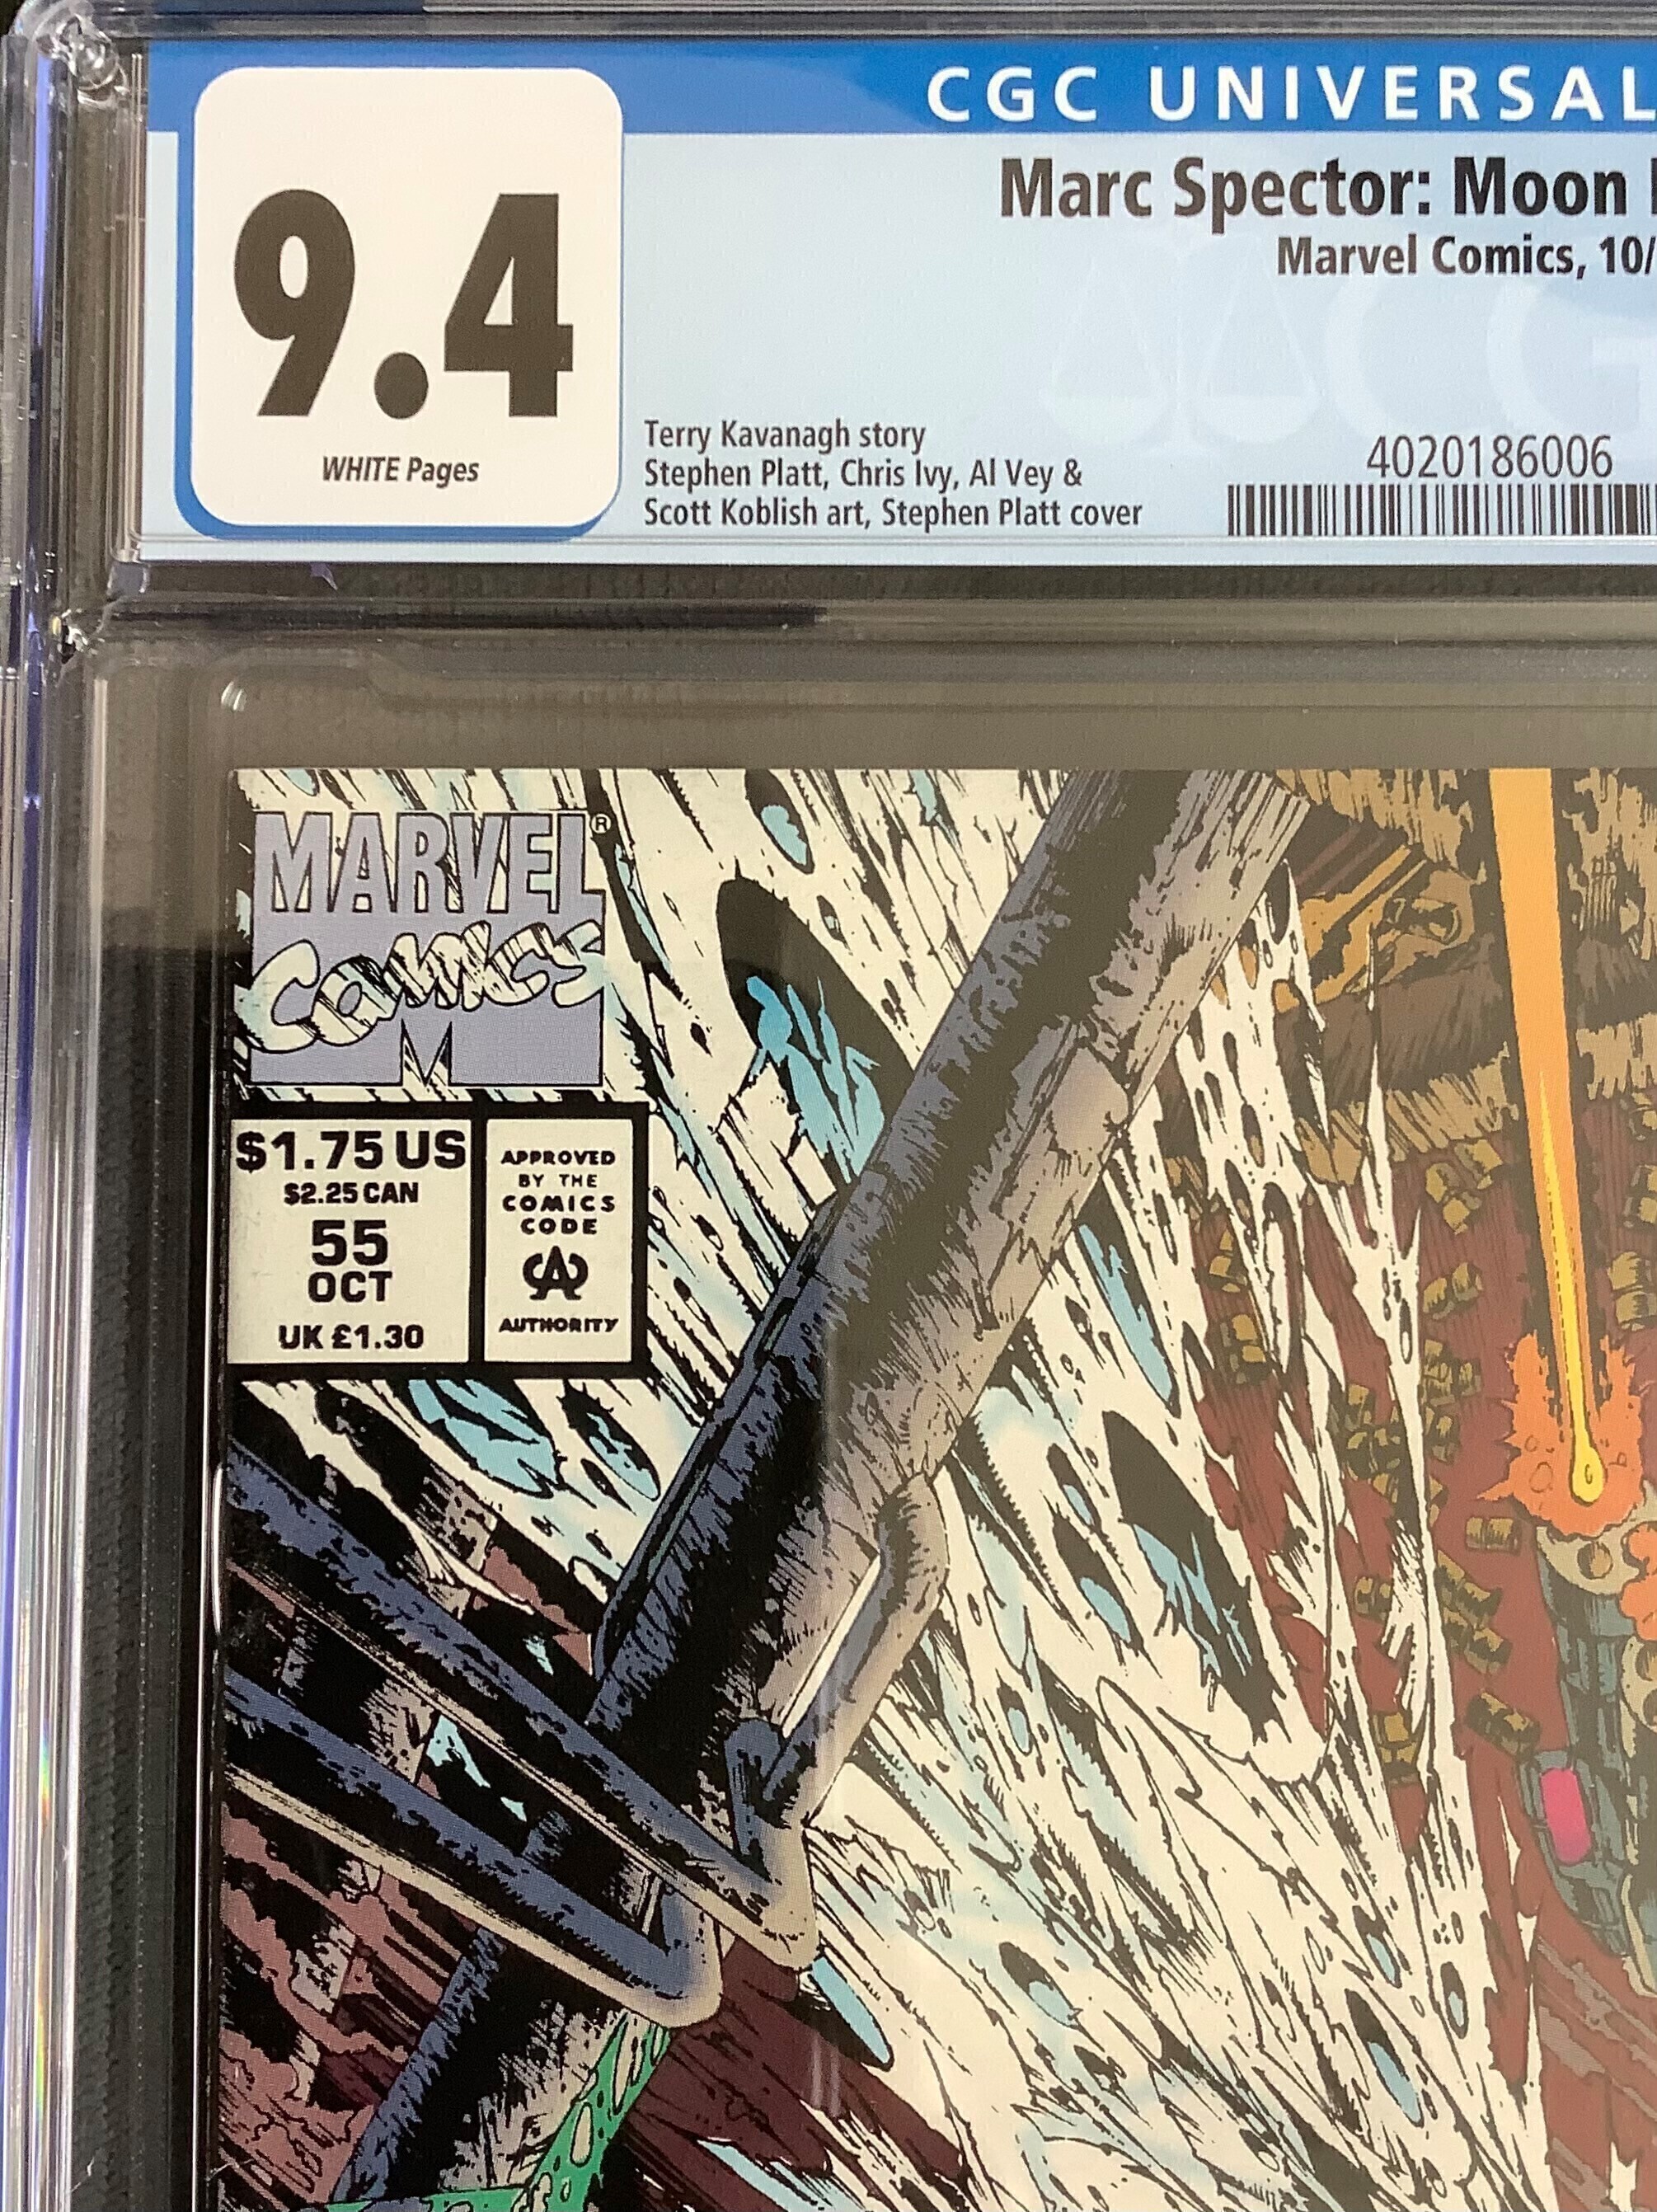 CGC UNIVERSAL
Marc Spector: Moon
Marvel Comics, 10/
9.4
WHITE Pages
Terry Kavanagh story
Stephen Platt, Chris Ivy, Al Vey &
Scott Koblish art, Stephen Platt cover
4020186006
MARVEL®
COMICS
M
$1.75 US
$2.25 CAN
55
OCT
UK £1.30
APPROVED
BY THE
COMICS
CODE
CA
AUTHORITY